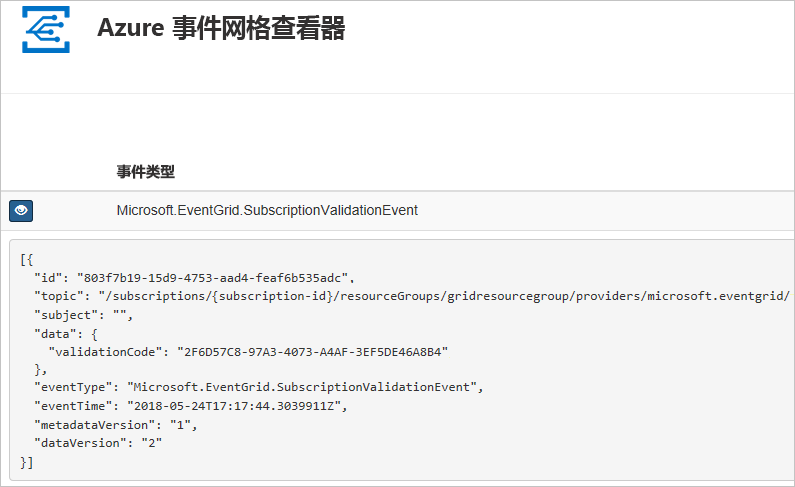 Azure 事件网格查看器
事件类型
Microsoft.EventGrid.SubscriptionValidationEvent
[{
"id": "803f7b19-15d9-4753-aad4-feaf6b535adc",
"topic": "/subscriptions/{subscription-id}/resourceGroups/gridresourcegroup/providers/microsoft.eventgrid/
"subject": "",
"data": {
"validationCode": "2F6D57C8-97A3-4073-A4AF-3EF5DE46A8B4"
},
"eventType": "Microsoft.EventGrid.SubscriptionValidationEvent",
"eventTime": "2018-05-24T17:17:44.3039911Z",
"metadataVersion": "1",
"dataVersion": "2"
}]